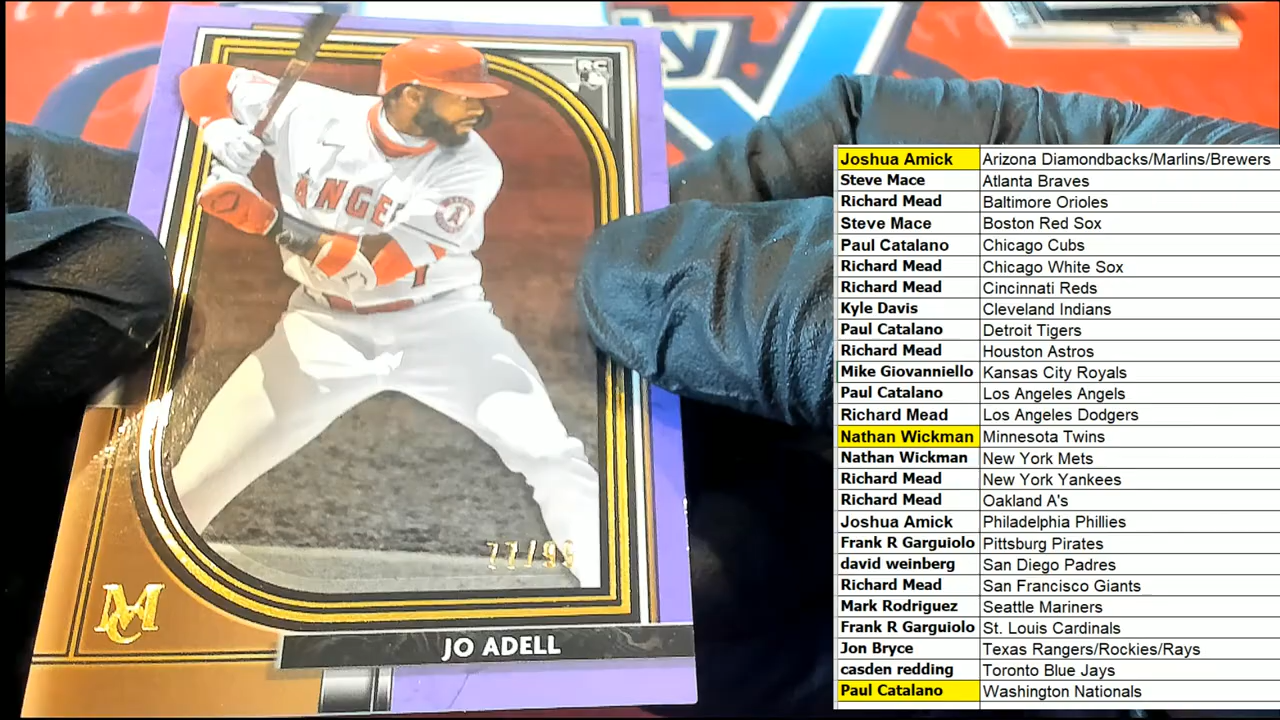 RC
ANGE
A
77/99
MC
JO ADELL
Joshua Amick Arizona Diamondbacks/Marlins/Brewers
Steve Mace Atlanta Braves
Richard Mead Baltimore Orioles
Steve Mace Boston Red Sox
Paul Catalano Chicago Cubs
Richard Mead Chicago White Sox
Richard Mead Cincinnati Reds
Kyle Davis Cleveland Indians
Paul Catalano Detroit Tigers
Richard Mead Houston Astros
Mike Giovanniello Kansas City Royals
Paul Catalano Los Angeles Angels
Richard Mead Los Angeles Dodgers
Nathan Wickman Minnesota Twins
Nathan Wickman New York Mets
Richard Mead New York Yankees
Richard Mead Oakland A's
Joshua Amick Philadelphia Phillies
Frank R Garguiolo Pittsburg Pirates
david weinberg San Diego Padres
Richard Mead San Francisco Giants
Mark Rodriguez Seattle Mariners
Frank R Garguiolo St. Louis Cardinals
Jon Bryce Texas Rangers/Rockies/Rays
casden redding Toronto Blue Jays
Paul Catalano Washington Nationals